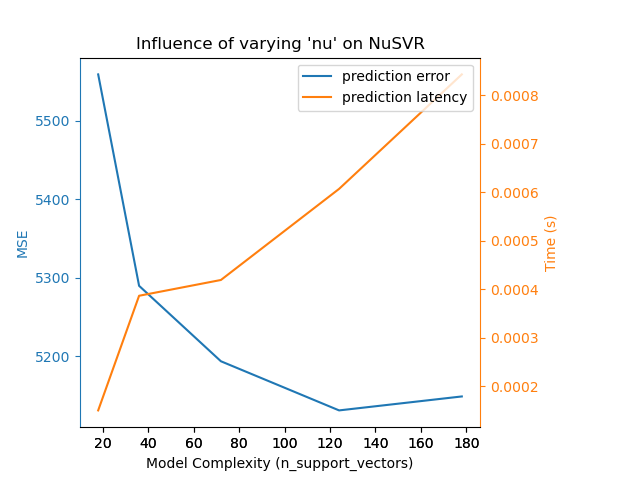 Influence of varying 'nu' on NuSVR
prediction error
prediction latency
5500
5400
5300
5200
MSE
0.0008
0.0007
0.0006
0.0005
0.0004
0.0003
0.0002
Time (s)
20 40 60 80 100 120 140 160 180
Model Complexity (n_support_vectors)